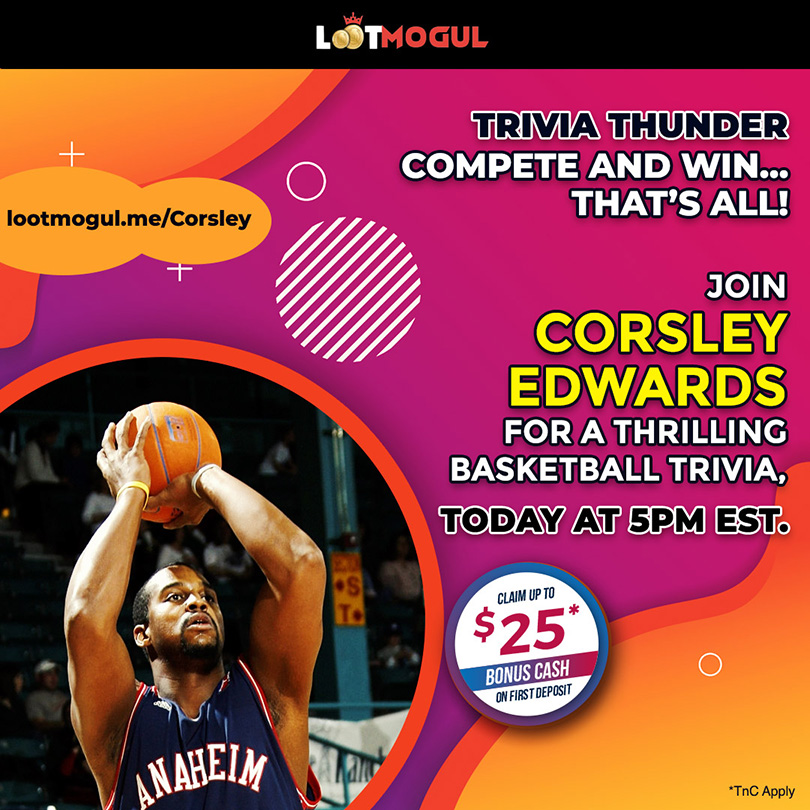 LOOTMOGUL
TRIVIA THUNDER
COMPETE AND WIN...
THAT'S ALL!
lootmogul.me/Corsley
JOIN
CORSLEY
EDWARDS
FOR A THRILLING
BASKETBALL TRIVIA,
TODAY AT 5PM EST.
CLAIM UP TO
$25*
BONUS CASH
ON FIRST DEPOSIT
ANAHEIM
*TnC Apply